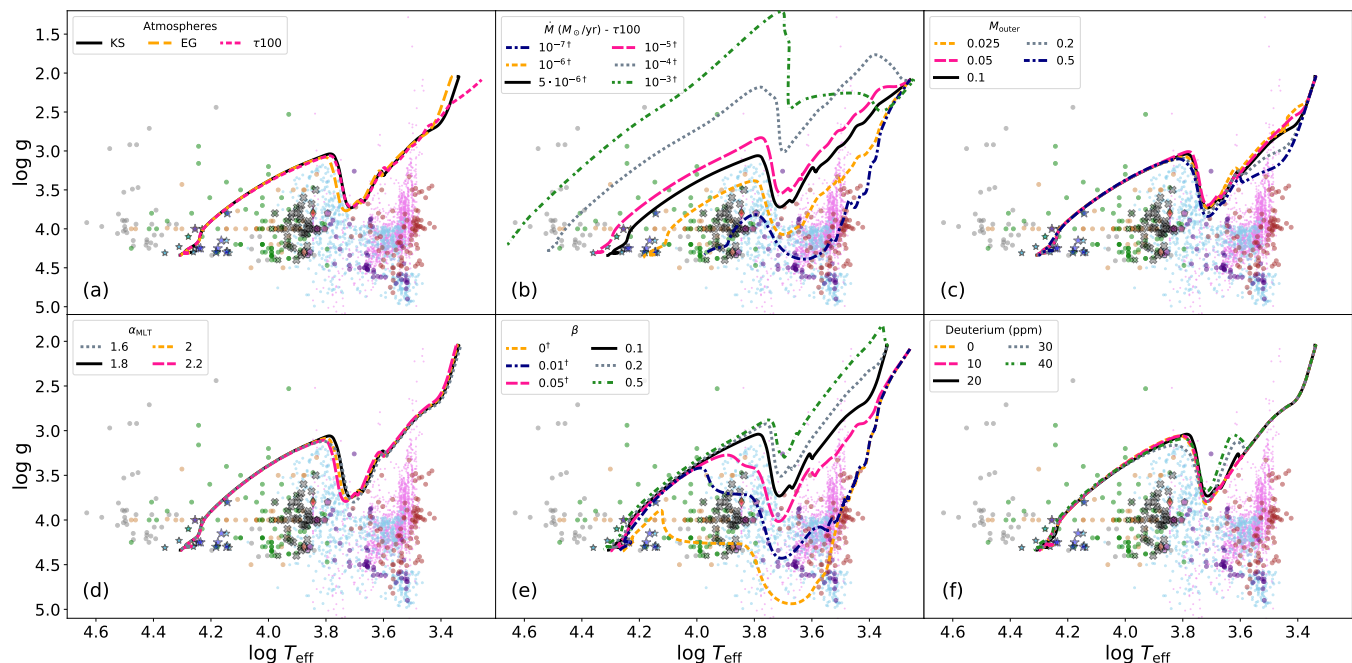 Atmospheres
KS EG τ100
log g
1.5
2.0
2.5
3.0
3.5
4.0
4.5
5.0
(a)
Ṁ (M⊙/yr) - τ100
10⁻⁷† 10⁻⁵†
10⁻⁶† 10⁻⁴†
5 · 10⁻⁶† 10⁻³†
(b)
M_outer
0.025 0.2
0.05 0.5
0.1
(c)
α_MLT
1.6 2
1.8 2.2
log g
2.0
2.5
3.0
3.5
4.0
4.5
5.0
(d)
4.6 4.4 4.2 4.0 3.8 3.6 3.4
log T_eff
β
0† 0.1
0.01† 0.2
0.05† 0.5
(e)
4.6 4.4 4.2 4.0 3.8 3.6 3.4
log T_eff
Deuterium (ppm)
0 30
10 40
20
(f)
4.6 4.4 4.2 4.0 3.8 3.6 3.4
log T_eff